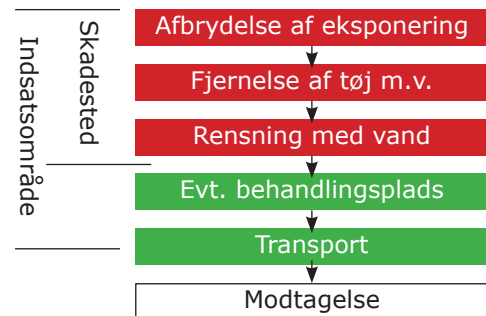 Indsatsområde
Skadested
Afbrydelse af eksponering
Fjernelse af tøj m.v.
Rensning med vand
Evt. behandlingsplads
Transport
Modtagelse